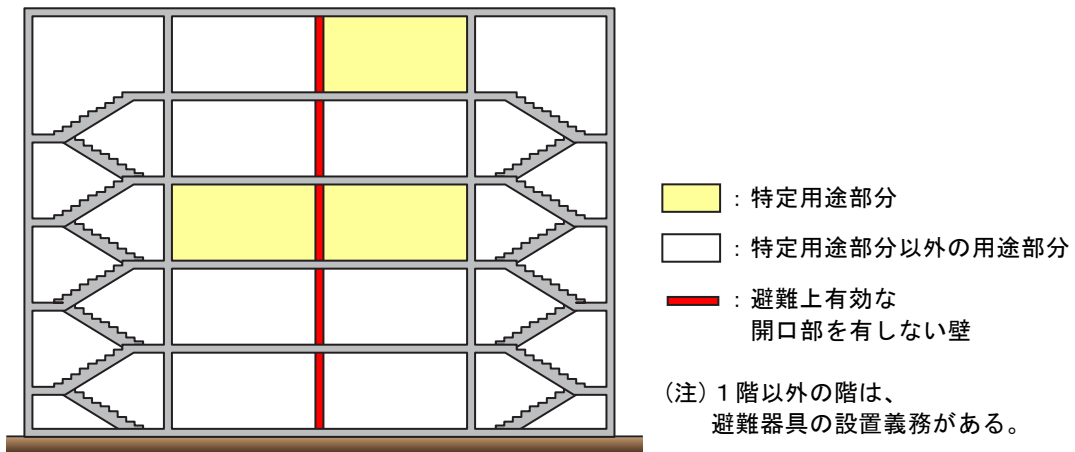 ：特定用途部分
：特定用途部分以外の用途部分
：避難上有効な
開口部を有しない壁
(注) 1階以外の階は、
避難器具の設置義務がある。